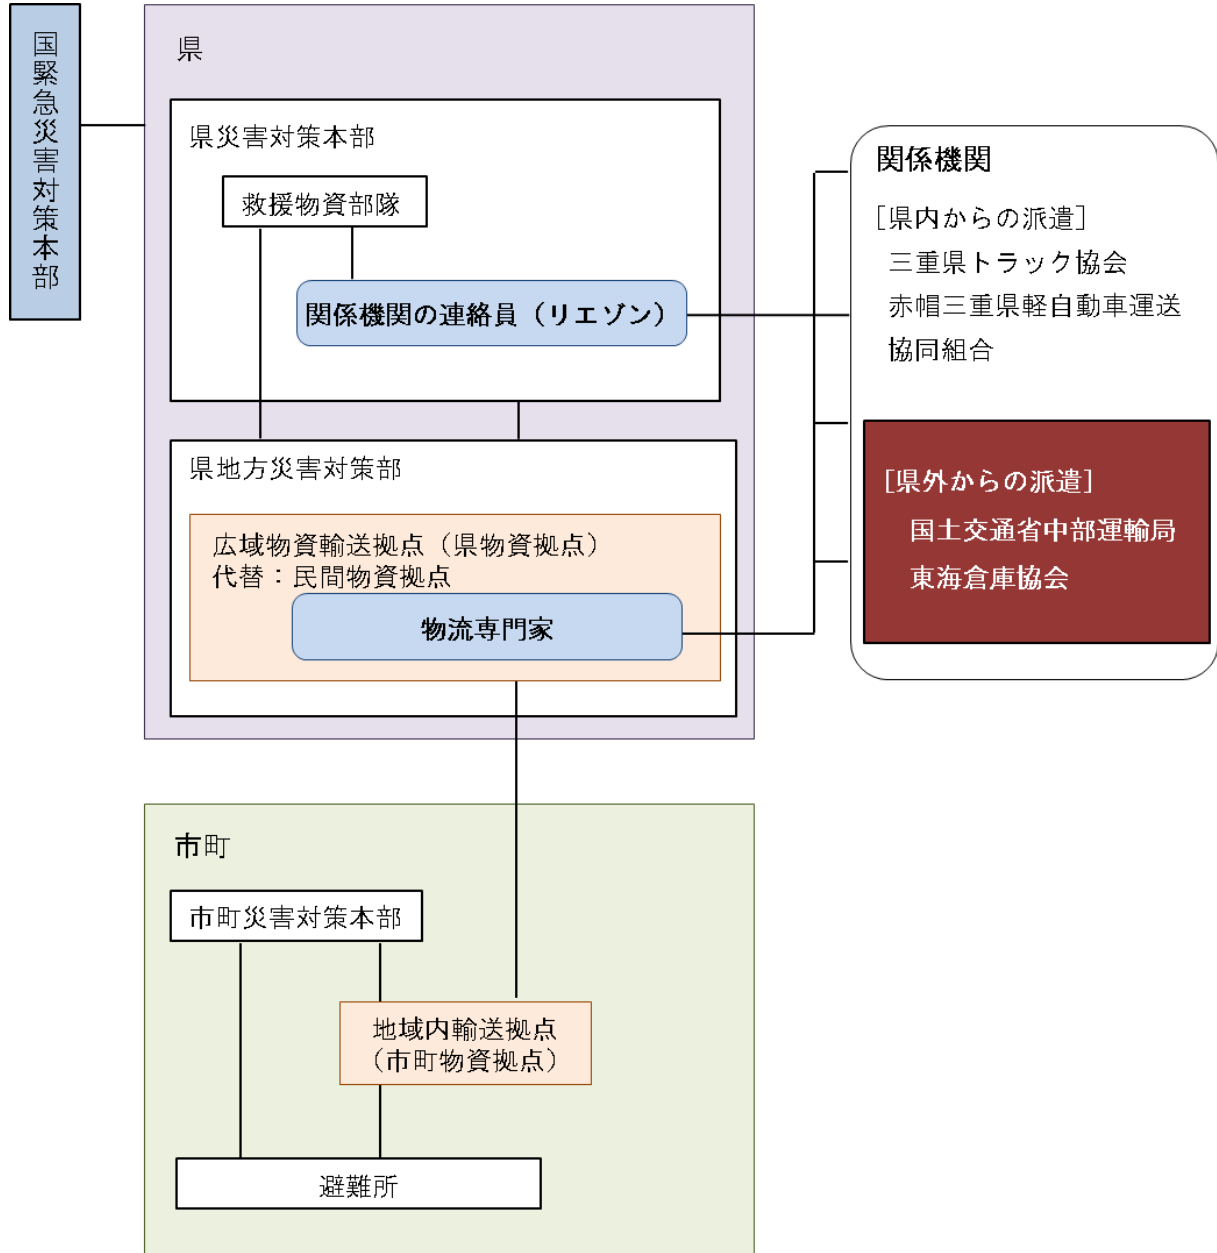 国緊急災害対策本部
県
県災害対策本部
救援物資部隊
関係機関の連絡員（リエゾン）
県地方災害対策部
広域物資輸送拠点（県物資拠点）
代替：民間物資拠点
物流専門家
関係機関
［県内からの派遣］
三重県トラック協会
赤帽三重県軽自動車運送
協同組合
［県外からの派遣］
国土交通省中部運輸局
東海倉庫協会
市町
市町災害対策本部
地域内輸送拠点
（市町物資拠点）
避難所